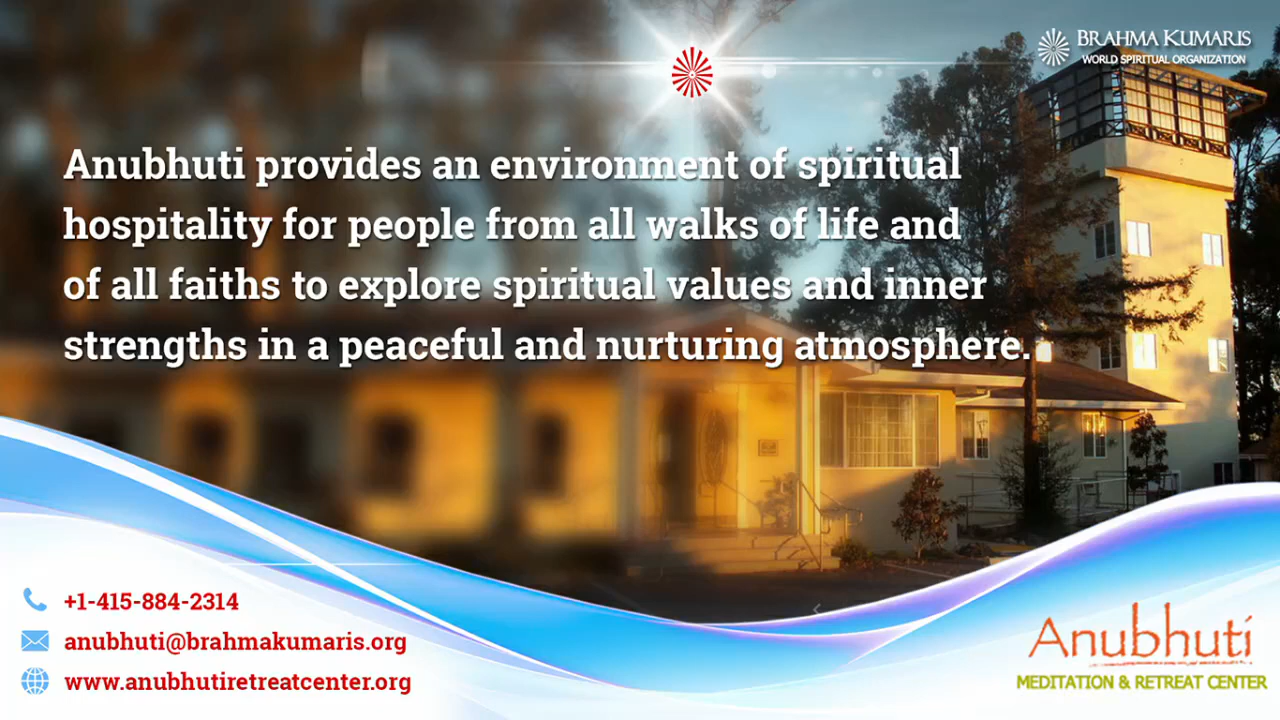 BRAHMA KUMARIS
WORLD SPIRITUAL ORGANIZATION
Anubhuti provides an environment of spiritual
hospitality for people from all walks of life and
of all faiths to explore spiritual values and inner
strengths in a peaceful and nurturing atmosphere.
+1-415-884-2314
anubhuti@brahmakumaris.org
www.anubhutiretreatcenter.org
Anubhuti
MEDITATION & RETREAT CENTER